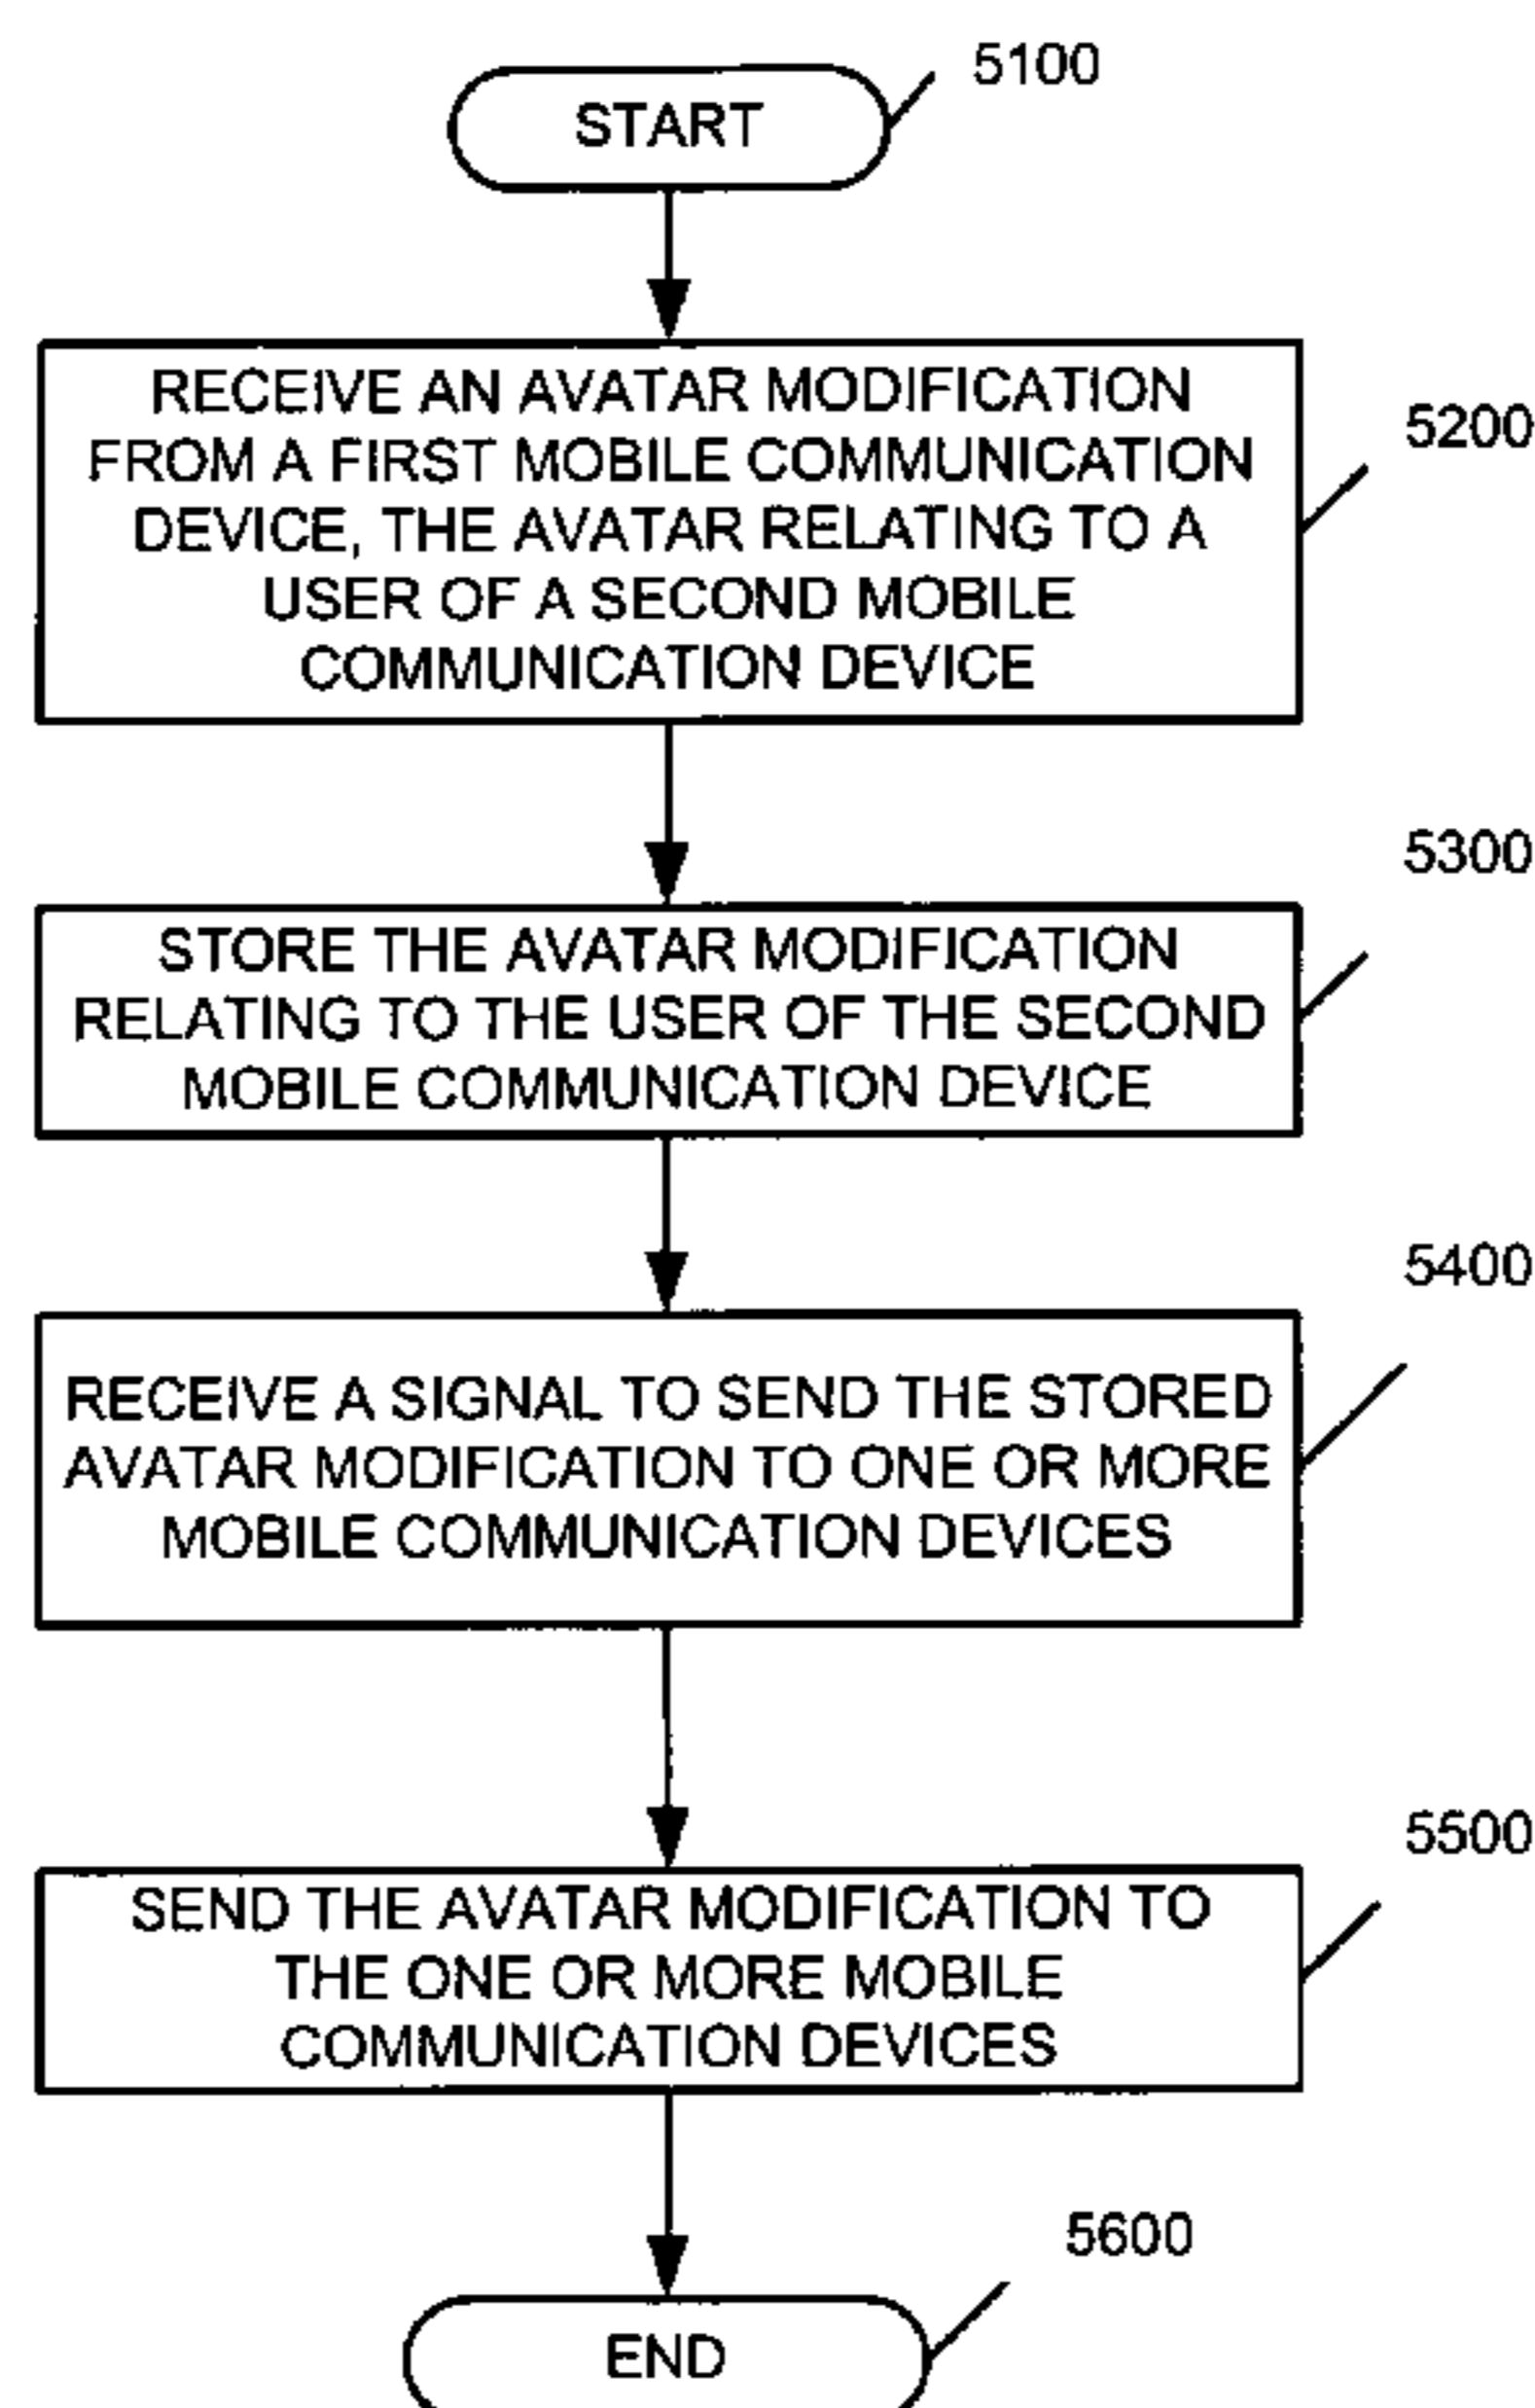 5100
START
RECEIVE AN AVATAR MODIFICATION
FROM A FIRST MOBILE COMMUNICATION
DEVICE, THE AVATAR RELATING TO A
USER OF A SECOND MOBILE
COMMUNICATION DEVICE
5200
5300
STORE THE AVATAR MODIFICATION
RELATING TO THE USER OF THE SECOND
MOBILE COMMUNICATION DEVICE
5400
RECEIVE A SIGNAL TO SEND THE STORED
AVATAR MODIFICATION TO ONE OR MORE
MOBILE COMMUNICATION DEVICES
5500
SEND THE AVATAR MODIFICATION TO
THE ONE OR MORE MOBILE
COMMUNICATION DEVICES
5600
END